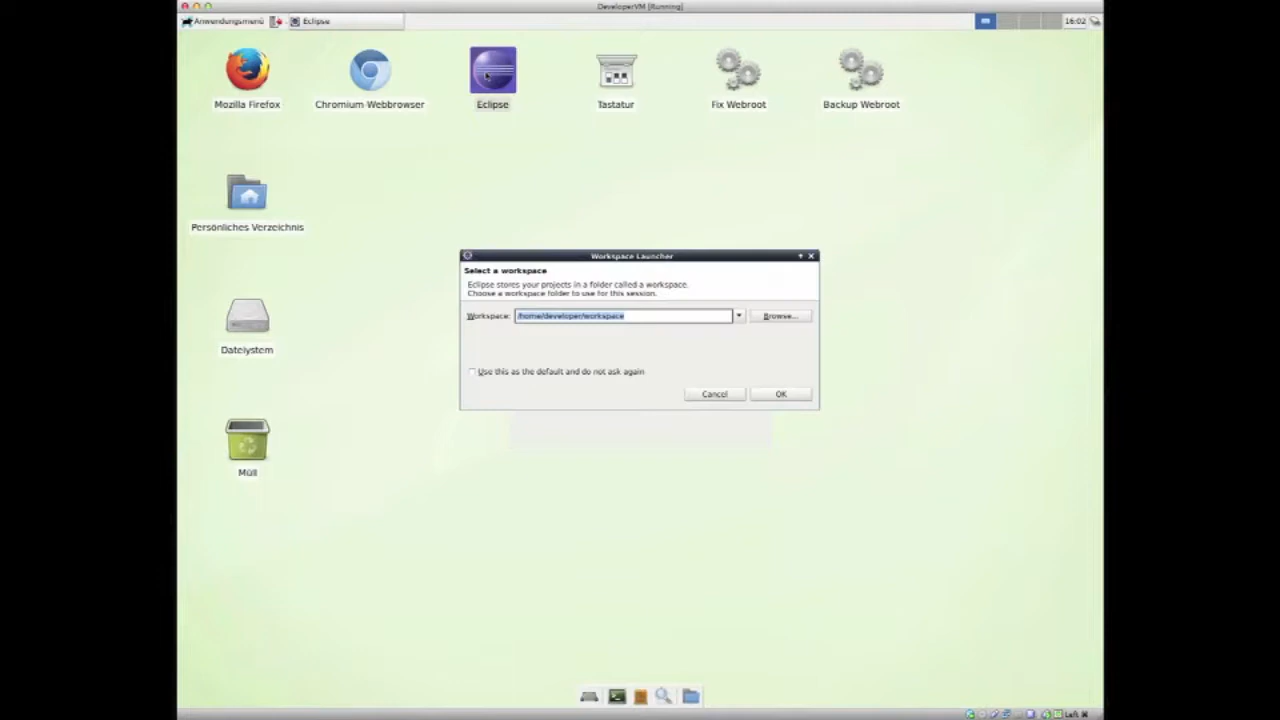 DeveloperVM [Running]
Anwendungsmenü
Eclipse
16:02
Mozilla Firefox
Chromium-Webbrowser
Eclipse
Tastatur
Fix Webroot
Backup Webroot
Persönliches Verzeichnis
Dateiystem
Müll
Workspace Launcher
Select a workspace
Eclipse stores your projects in a folder called a workspace.
Choose a workspace folder to use for this session.
Workspace:
/home/developer/workspace
Browse...
Use this as the default and do not ask again
Cancel
OK
Left ⌘